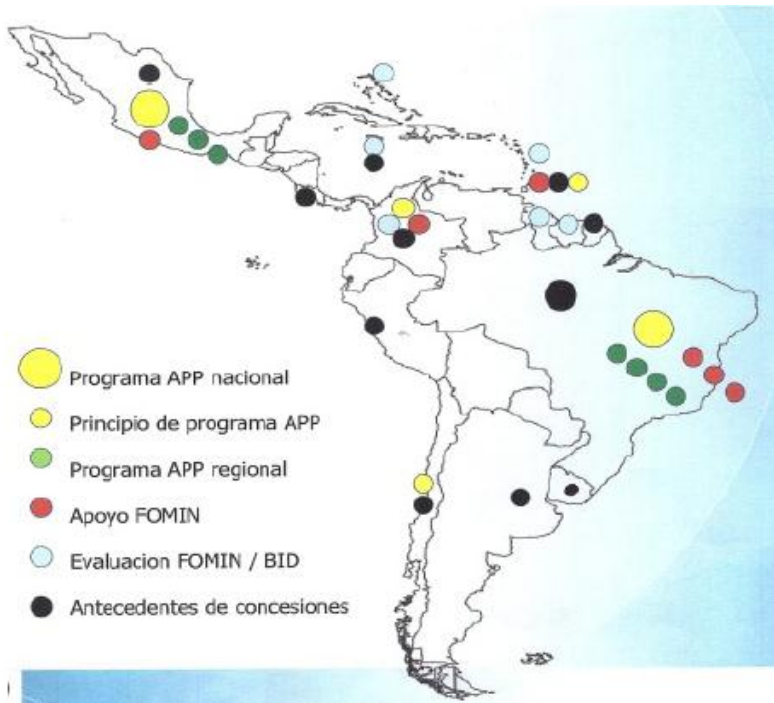 Programa APP nacional
Principio de programa APP
Programa APP regional
Apoyo FOMIN
Evaluacion FOMIN / BID
Antecedentes de concesiones